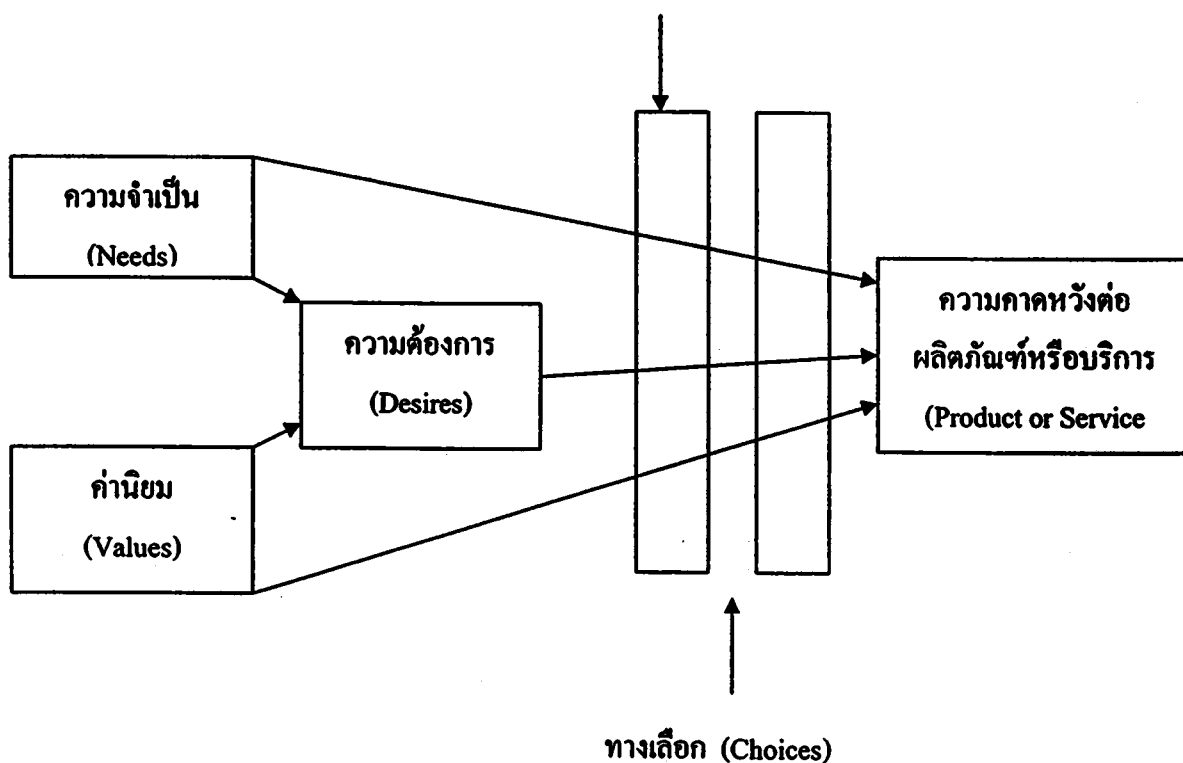 ความจำเป็น
(Needs)
ความต้องการ
(Desires)
ค่านิยม
(Values)
ความคาดหวังต่อ
ผลิตภัณฑ์หรือบริการ
(Product or Service
ทางเลือก (Choices)